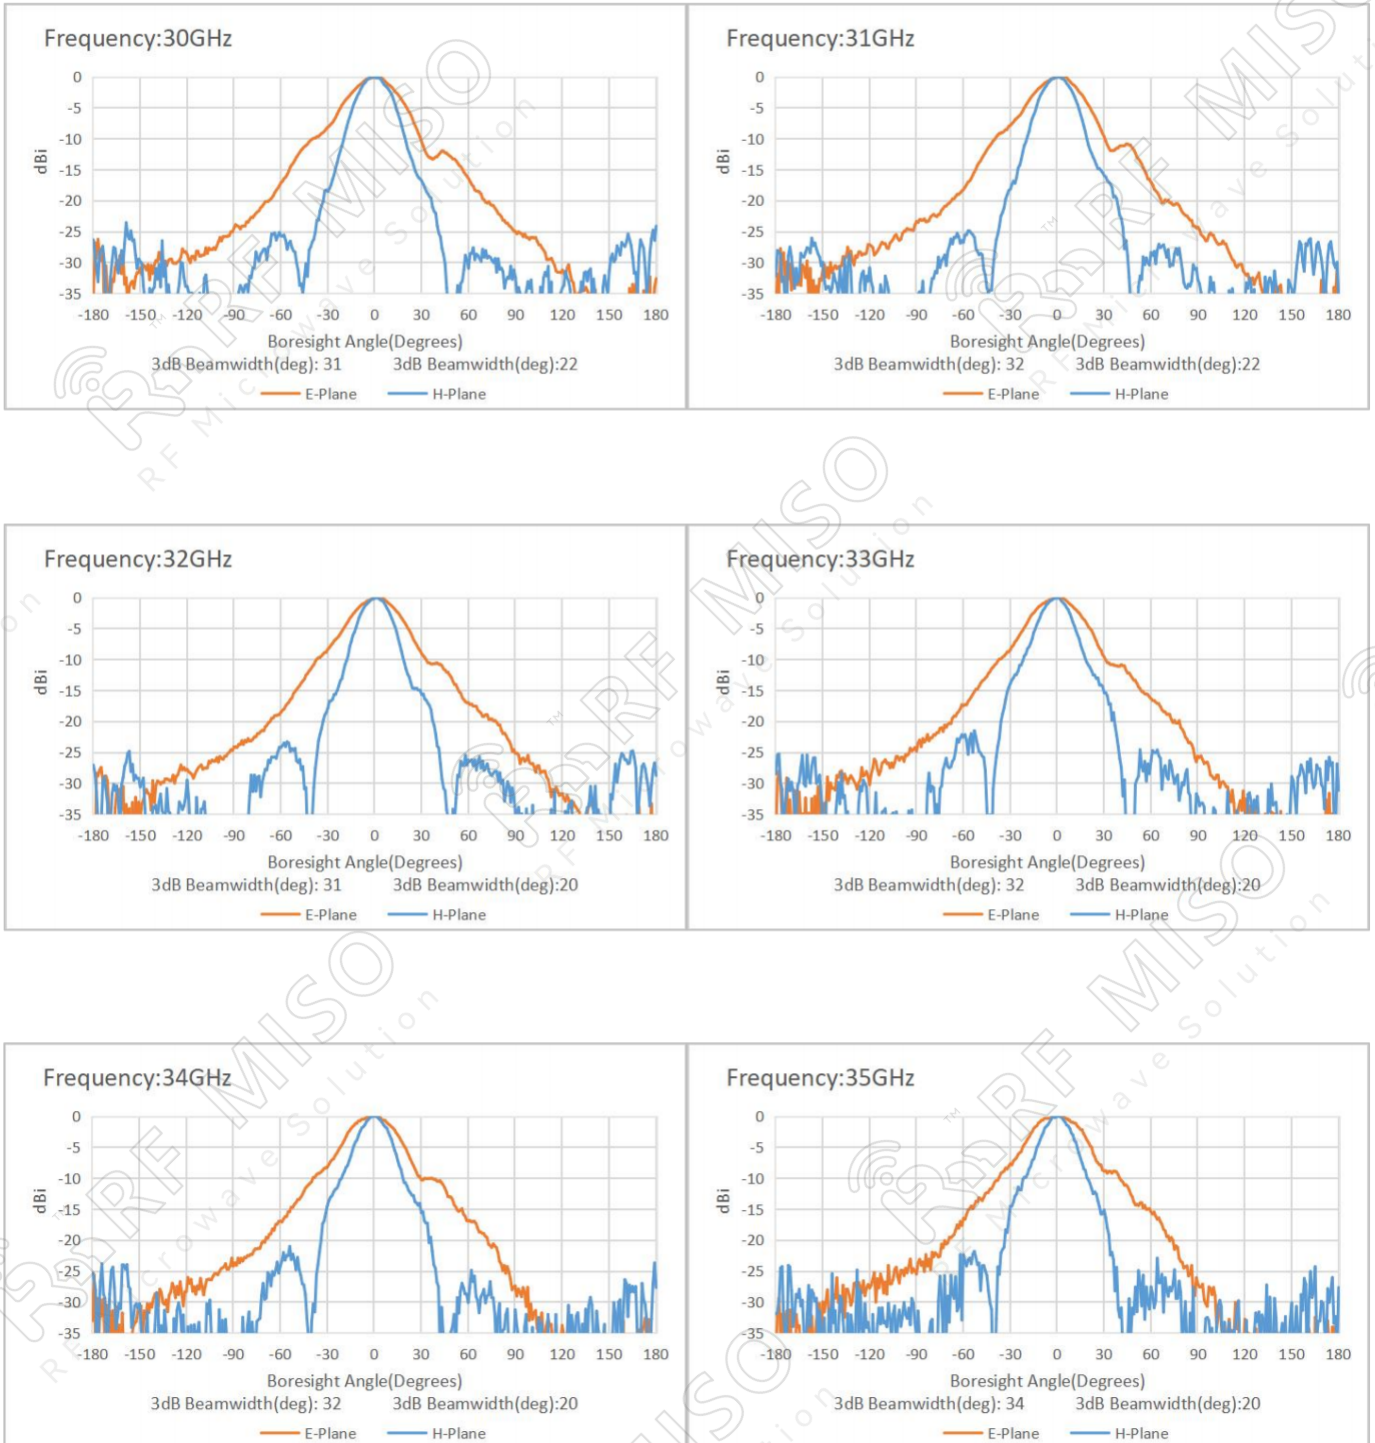 Frequency:30GHz
0
-5
-10
-15
-20
-25
-30
-35
dBi
-180 -150 -120 -90 -60 -30 0 30 60 90 120 150 180
Boresight Angle(Degrees)
3dB Beamwidth(deg): 31 3dB Beamwidth(deg):22
E-Plane H-Plane
Frequency:31GHz
0
-5
-10
-15
-20
-25
-30
-35
dBi
-180 -150 -120 -90 -60 -30 0 30 60 90 120 150 180
Boresight Angle(Degrees)
3dB Beamwidth(deg): 32 3dB Beamwidth(deg):22
E-Plane H-Plane
Frequency:32GHz
0
-5
-10
-15
-20
-25
-30
-35
dBi
-180 -150 -120 -90 -60 -30 0 30 60 90 120 150 180
Boresight Angle(Degrees)
3dB Beamwidth(deg): 31 3dB Beamwidth(deg):20
E-Plane H-Plane
Frequency:33GHz
0
-5
-10
-15
-20
-25
-30
-35
dBi
-180 -150 -120 -90 -60 -30 0 30 60 90 120 150 180
Boresight Angle(Degrees)
3dB Beamwidth(deg): 32 3dB Beamwidth(deg):20
E-Plane H-Plane
Frequency:34GHz
0
-5
-10
-15
-20
-25
-30
-35
dBi
-180 -150 -120 -90 -60 -30 0 30 60 90 120 150 180
Boresight Angle(Degrees)
3dB Beamwidth(deg): 32 3dB Beamwidth(deg):20
E-Plane H-Plane
Frequency:35GHz
0
-5
-10
-15
-20
-25
-30
-35
dBi
-180 -150 -120 -90 -60 -30 0 30 60 90 120 150 180
Boresight Angle(Degrees)
3dB Beamwidth(deg): 34 3dB Beamwidth(deg):20
E-Plane H-Plane
RF MISO
RF Microwave Solution